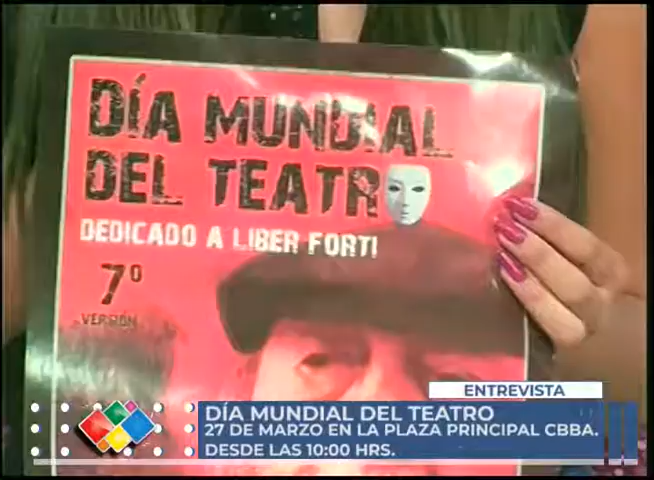 DÍA MUNDIAL
DEL TEATRO
DEDICADO A LIBER FORTI
7º
VERSIÓN
ENTREVISTA
DÍA MUNDIAL DEL TEATRO
27 DE MARZO EN LA PLAZA PRINCIPAL CBBA.
DESDE LAS 10:00 HRS.